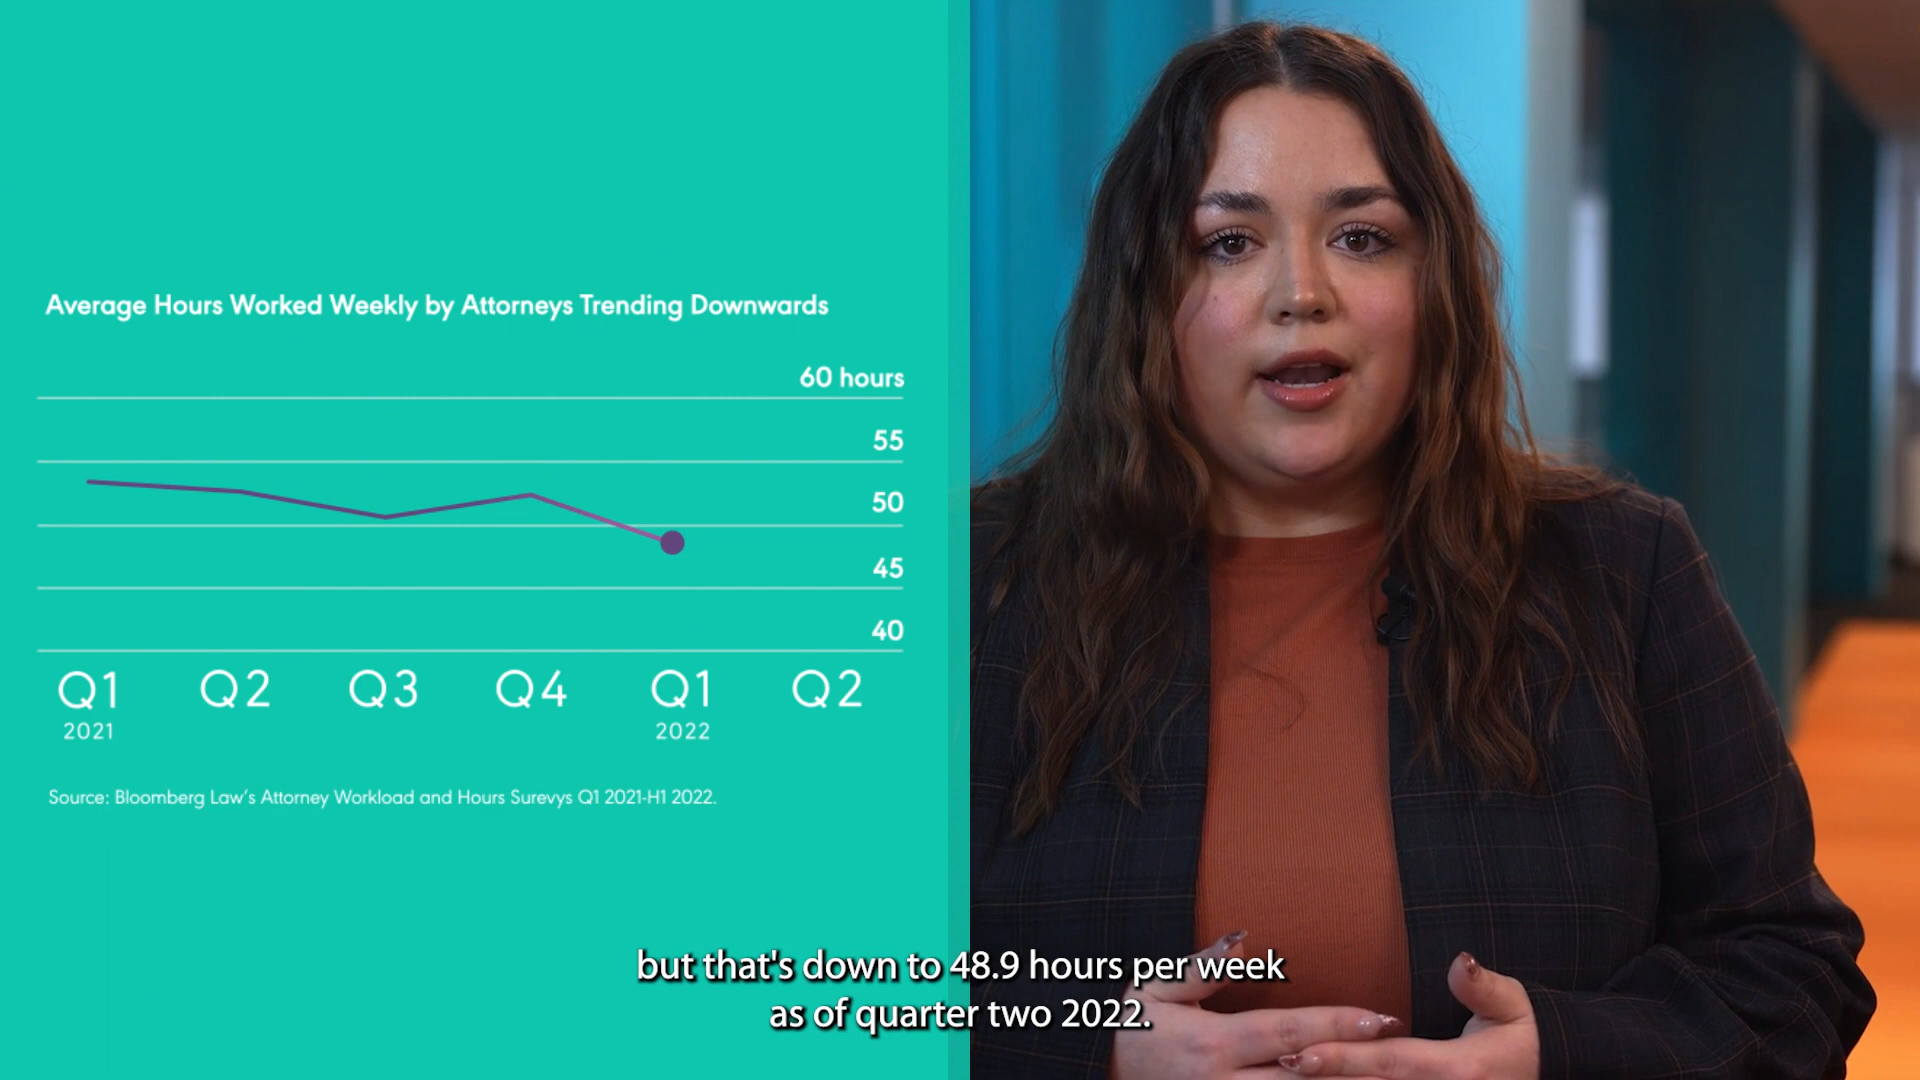 Average Hours Worked Weekly by Attorneys Trending Downwards
60 hours
55
50
45
40
Q1 Q2 Q3 Q4 Q1 Q2
2021 2022
Source: Bloomberg Law's Attorney Workload and Hours Surevys Q1 2021-H1 2022.
but that's down to 48.9 hours per week
as of quarter two 2022.